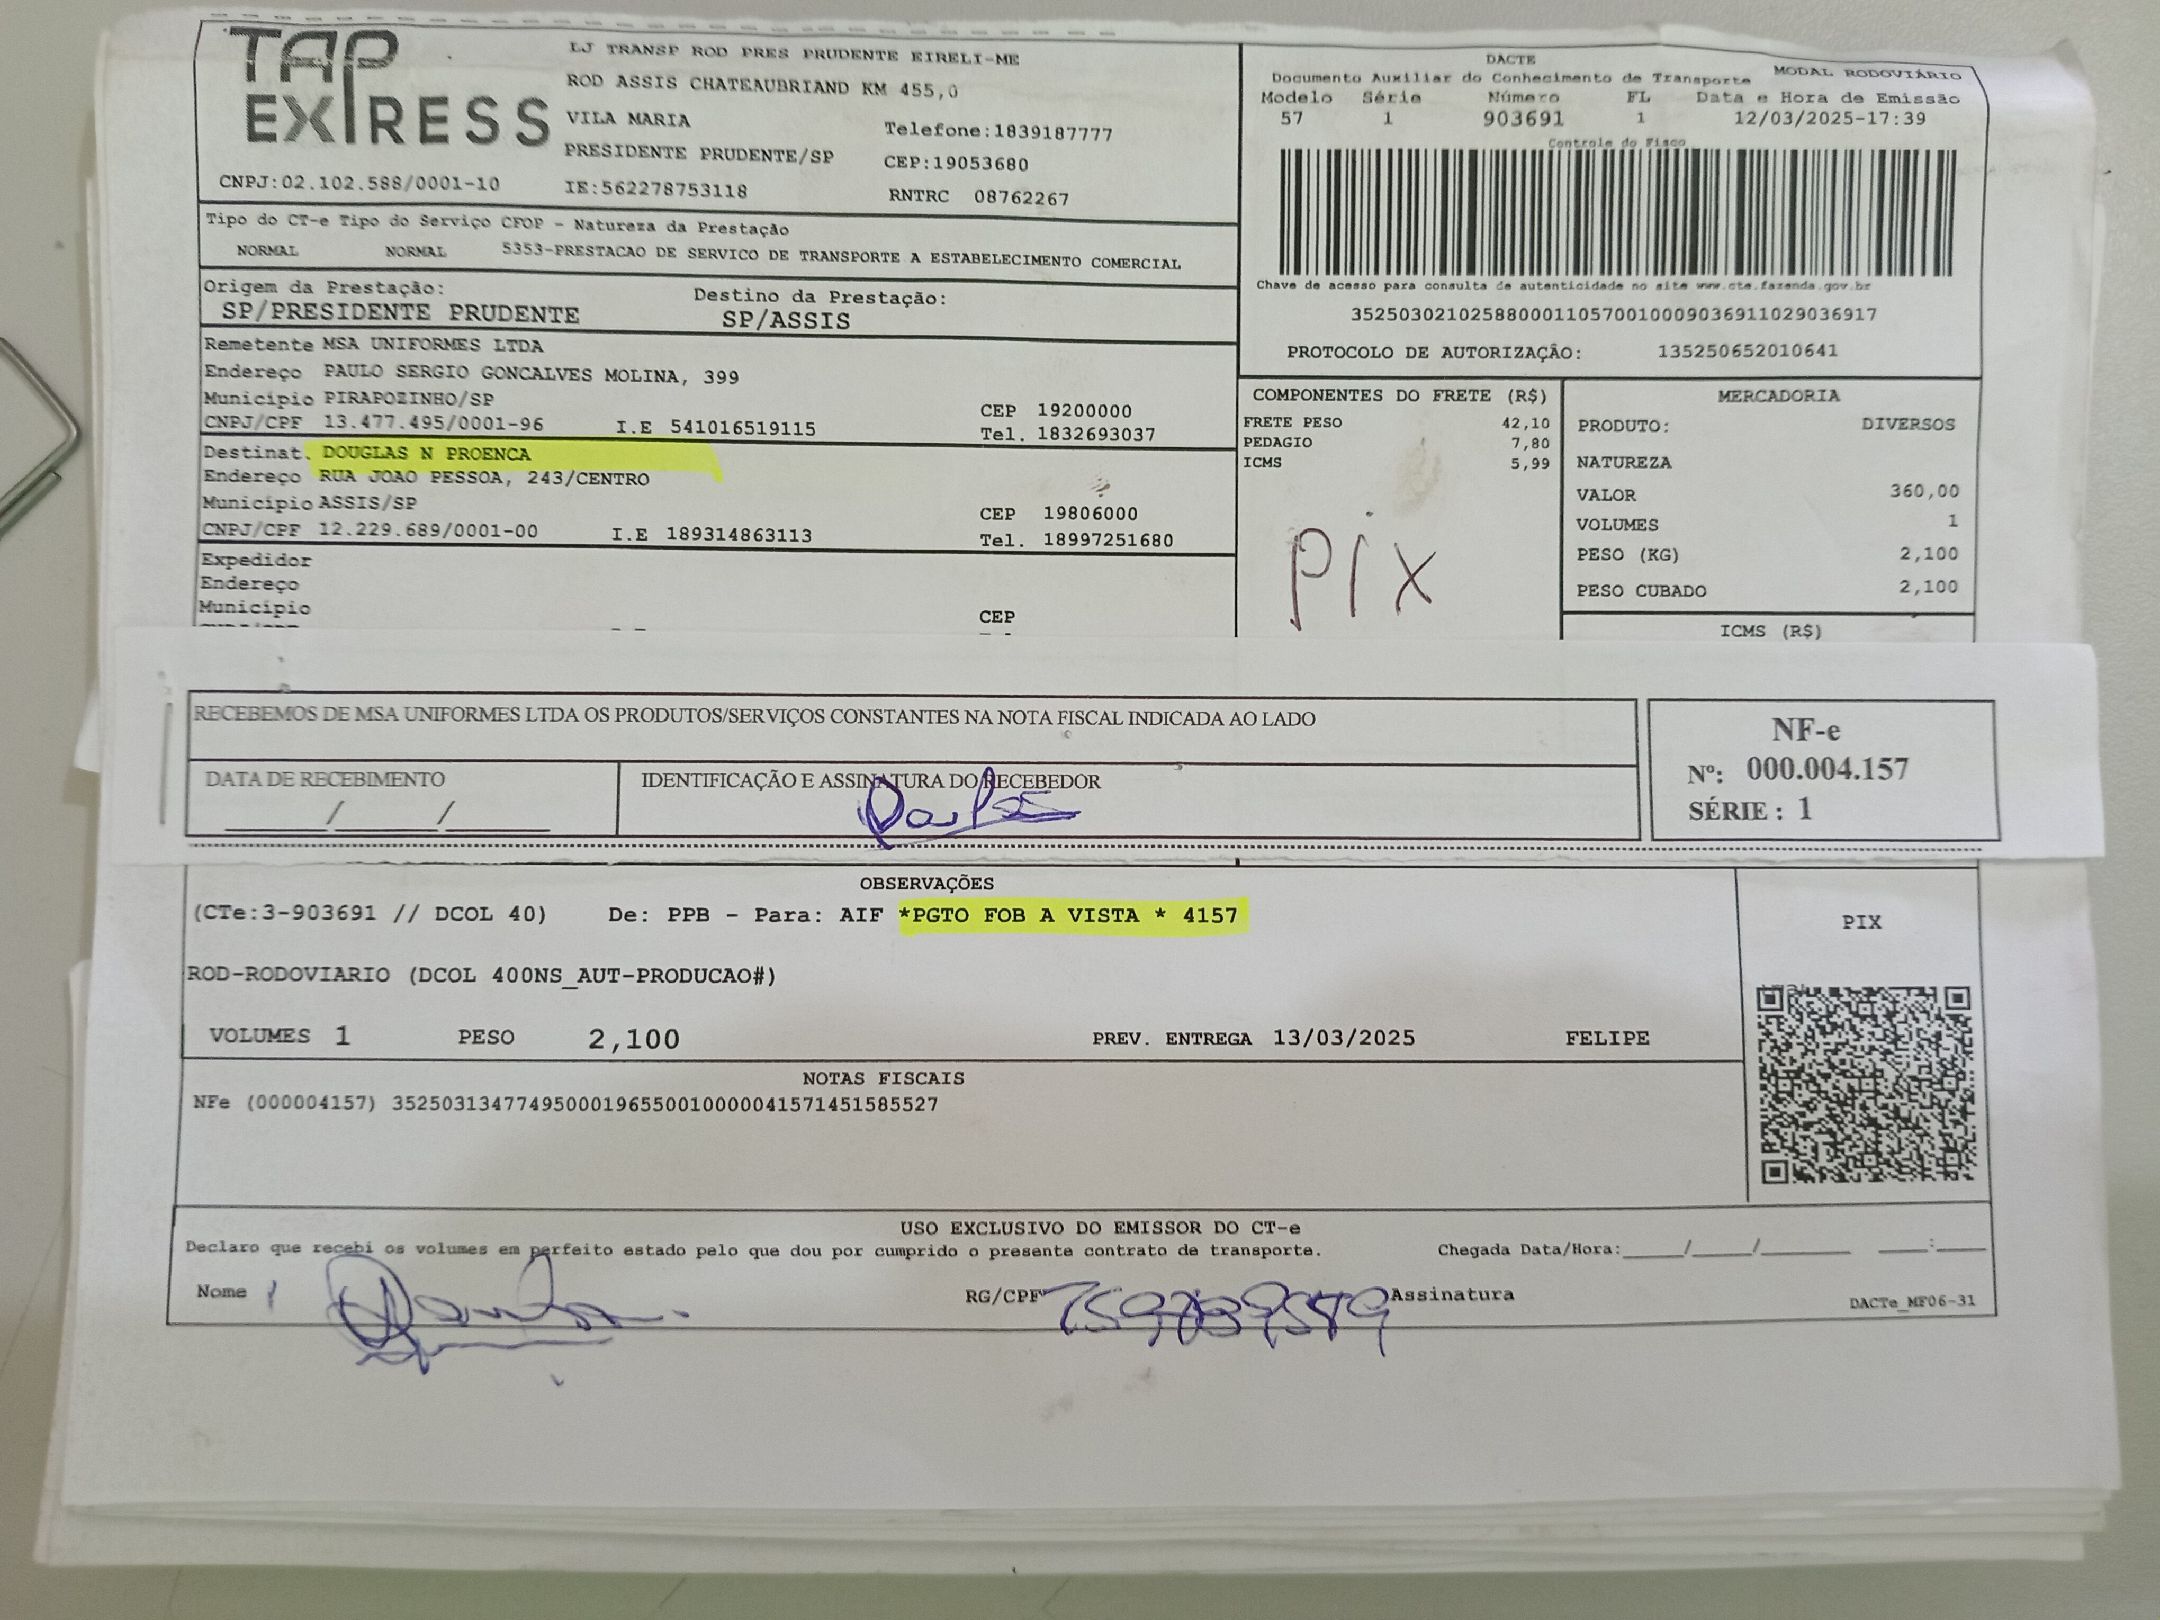 TAP EXPRESS
LJ TRANSP ROD PRES PRUDENTE EIRELI-ME
ROD ASSIS CHATEAUBRIAND KM 455,0
VILA MARIA
Telefone:1839187777
PRESIDENTE PRUDENTE/SP
CEP:19053680
CNPJ:02.102.588/0001-10
IE:562278753118
RNTRC 08762267
DACTE
Documento Auxiliar do Conhecimento de Transporte
MODAL RODOVIÁRIO
Modelo Série Número FL Data e Hora de Emissão
57 1 903691 1 12/03/2025-17:39
Controle do Fisco
Chave de acesso para consulta de autenticidade no site www.cte.fazenda.gov.br
35250302102588000110570010009036911029036917
PROTOCOLO DE AUTORIZAÇÃO: 135250652010641
Tipo do CT-e Tipo do Serviço CFOP - Natureza da Prestação
NORMAL NORMAL 5353-PRESTACAO DE SERVICO DE TRANSPORTE A ESTABELECIMENTO COMERCIAL
Origem da Prestação: Destino da Prestação:
SP/PRESIDENTE PRUDENTE SP/ASSIS
Remetente MSA UNIFORMES LTDA
Endereço PAULO SERGIO GONCALVES MOLINA, 399
Município PIRAPOZINHO/SP CEP 19200000
CNPJ/CPF 13.477.495/0001-96 I.E 541016519115 Tel. 1832693037
Destinat. DOUGLAS N PROENCA
Endereço RUA JOAO PESSOA, 243/CENTRO
Município ASSIS/SP CEP 19806000
CNPJ/CPF 12.229.689/0001-00 I.E 189314863113 Tel. 18997251680
Expedidor
Endereço
Município CEP
COMPONENTES DO FRETE (R$)
FRETE PESO 42,10
PEDAGIO 7,80
ICMS 5,99
PIX
MERCADORIA
PRODUTO: DIVERSOS
NATUREZA
VALOR 360,00
VOLUMES 1
PESO (KG) 2,100
PESO CUBADO 2,100
ICMS (R$)
RECEBEMOS DE MSA UNIFORMES LTDA OS PRODUTOS/SERVIÇOS CONSTANTES NA NOTA FISCAL INDICADA AO LADO
DATA DE RECEBIMENTO
____/____/____
IDENTIFICAÇÃO E ASSINATURA DO RECEBEDOR
NF-e
Nº: 000.004.157
SÉRIE : 1
OBSERVAÇÕES
(CTe:3-903691 // DCOL 40) De: PPB - Para: AIF *PGTO FOB A VISTA * 4157
ROD-RODOVIARIO (DCOL 400NS_AUT-PRODUCAO#)
VOLUMES 1 PESO 2,100 PREV. ENTREGA 13/03/2025 FELIPE
PIX
NOTAS FISCAIS
NFe (000004157) 35250313477495000196550010000041571451585527
USO EXCLUSIVO DO EMISSOR DO CT-e
Declaro que recebi os volumes em perfeito estado pelo que dou por cumprido o presente contrato de transporte. Chegada Data/Hora:____/____/____ ___:___
Nome RG/CPF Assinatura
DACTe_MF06-31